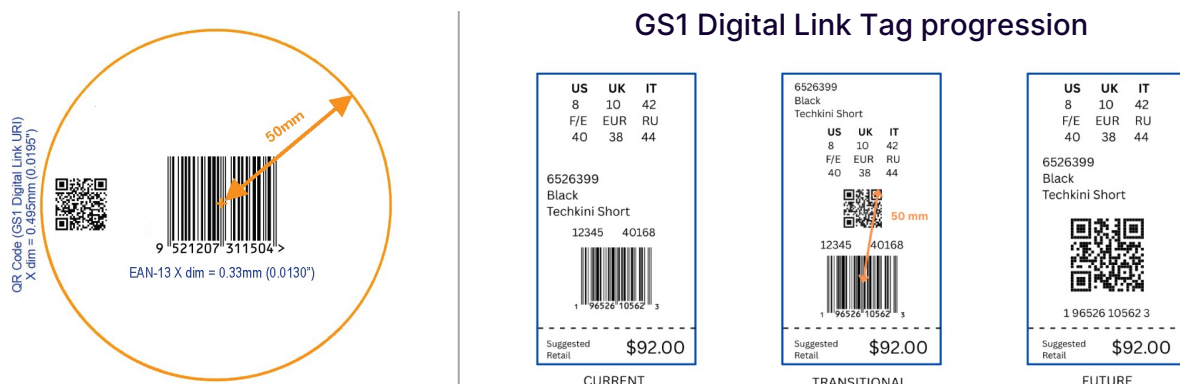 QR Code (GS1 Digital Link URI)
X dim = 0.495mm (0.0195")
50mm
9 521207 311504 >
EAN-13 X dim = 0.33mm (0.0130")
GS1 Digital Link Tag progression
US UK IT
8 10 42
F/E EUR RU
40 38 44
6526399
Black
Techkini Short
12345 40168
1 96526 10562 3
Suggested
Retail
$92.00
CURRENT
6526399
Black
Techkini Short
US UK IT
8 10 42
F/E EUR RU
40 38 44
50 mm
12345 40168
1 96526 10562 3
Suggested
Retail
$92.00
TRANSITIONAL
US UK IT
8 10 42
F/E EUR RU
40 38 44
6526399
Black
Techkini Short
1 96526 10562 3
Suggested
Retail
$92.00
FUTURE